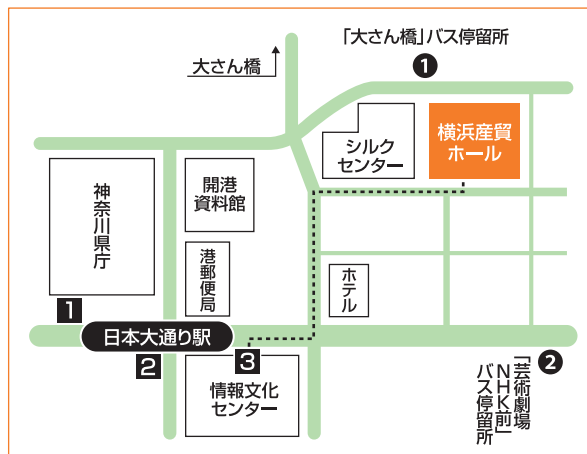 「大さん橋」バス停留所
❶
大さん橋
シルク
センター
横浜産貿
ホール
開港
資料館
神奈川県庁
港郵便局
ホテル
1
日本大通り駅
2
3
情報文化
センター
❷
「芸術劇場
NHK前」
バス停留所